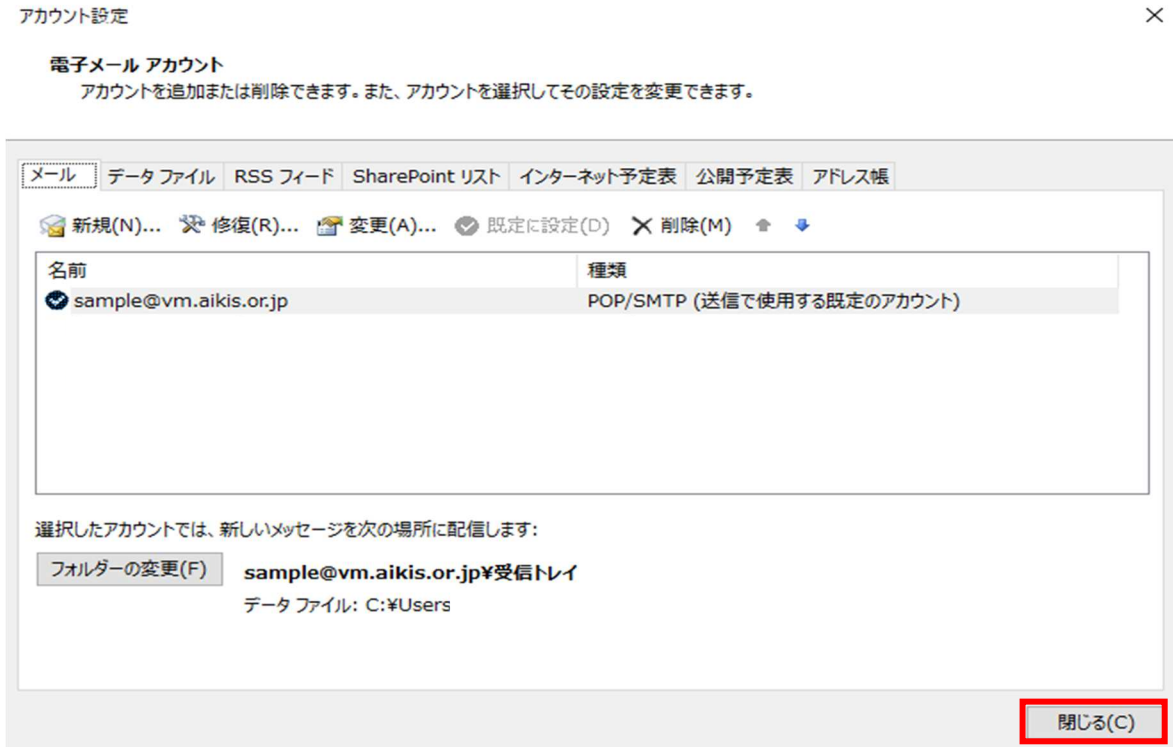 アカウント設定
電子メール アカウント
アカウントを追加または削除できます。また、アカウントを選択してその設定を変更できます。
メール データ ファイル RSS フィード SharePoint リスト インターネット予定表 公開予定表 アドレス帳
新規(N)... 修復(R)... 変更(A)... 既定に設定(D) 削除(M)
名前 種類
sample@vm.aikis.or.jp POP/SMTP (送信で使用する既定のアカウント)
選択したアカウントでは、新しいメッセージを次の場所に配信します:
フォルダーの変更(F) sample@vm.aikis.or.jp¥受信トレイ
データ ファイル: C:¥Users
閉じる(C)